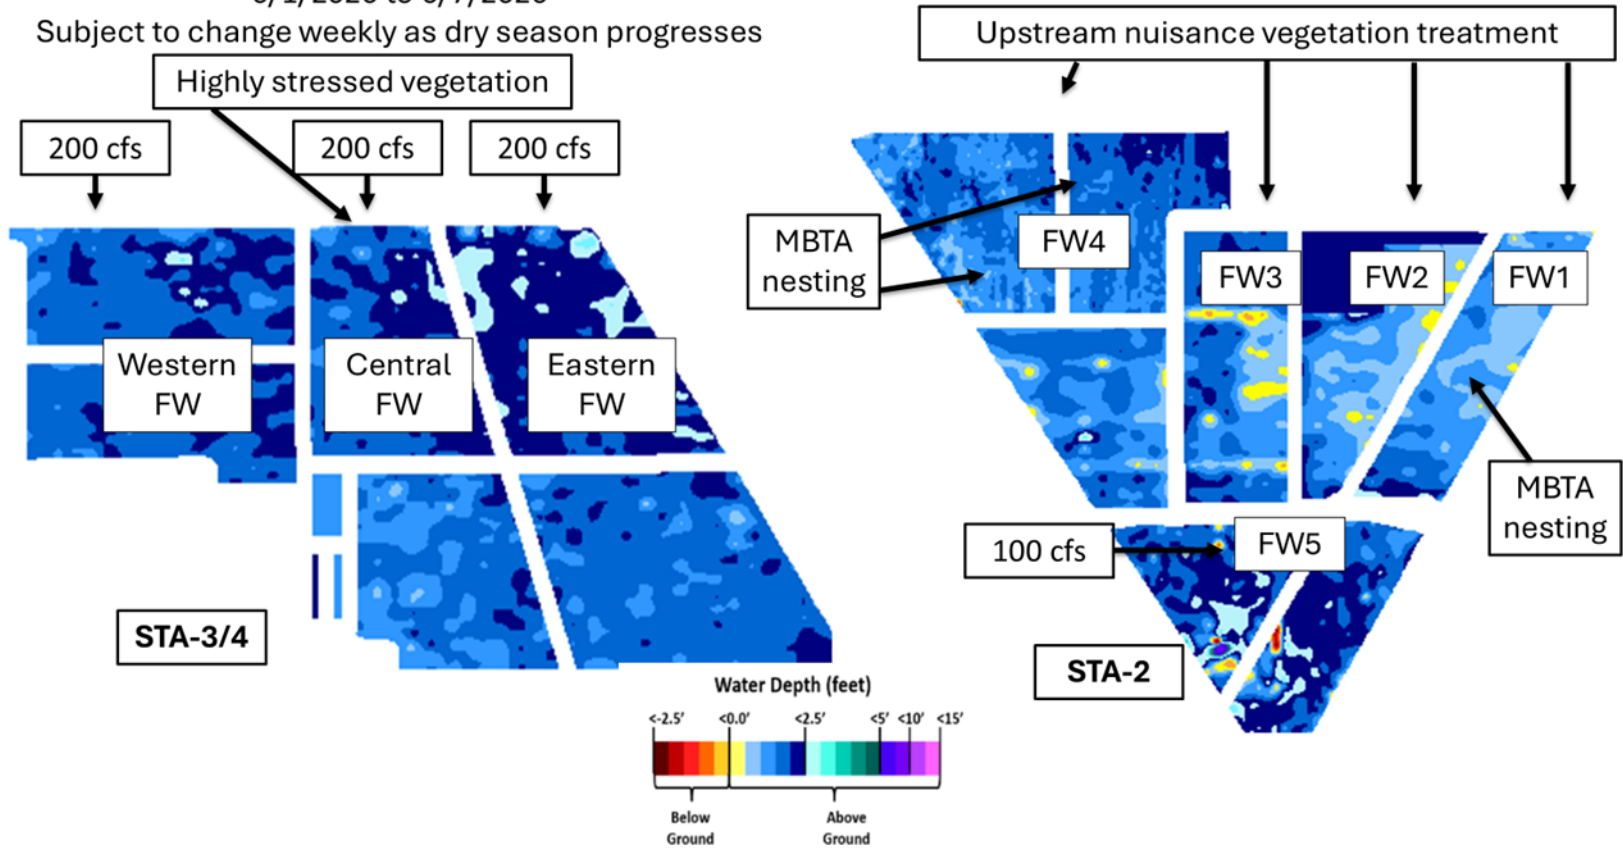 Subject to change weekly as dry season progresses
Highly stressed vegetation
200 cfs
200 cfs
200 cfs
Western
FW
Central
FW
Eastern
FW
STA-3/4
Upstream nuisance vegetation treatment
MBTA
nesting
FW4
FW3
FW2
FW1
MBTA
nesting
100 cfs
FW5
STA-2
Water Depth (feet)
<-2.5' <0.0' <2.5' <5' <10' <15'
Below
Ground
Above
Ground